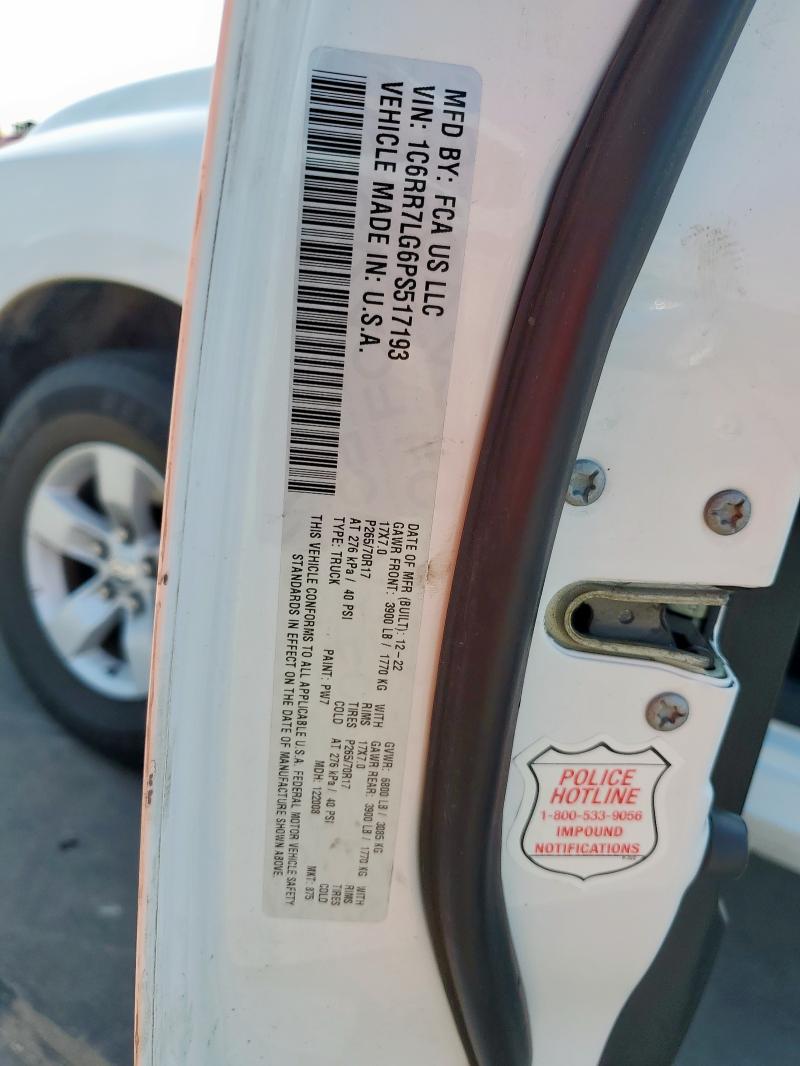 MFD BY: FCA US LLC
VIN: 1C6RR7LG6PS517193
VEHICLE MADE IN: U.S.A.
DATE OF MFR (BUILT): 12-22 GVWR: 6800 LB / 3085 KG
GAWR FRONT: 3900 LB / 1770 KG WITH GAWR REAR: 3900 LB / 1770 KG WITH
17X7.0 RIMS 17X7.0 RIMS
P265/70R17 TIRES P265/70R17 TIRES
AT 276 kPa / 40 PSI COLD AT 276 kPa / 40 PSI COLD
TYPE: TRUCK PAINT: PW7 MDH: 122008 MKT: 875
THIS VEHICLE CONFORMS TO ALL APPLICABLE U.S.A. FEDERAL MOTOR VEHICLE SAFETY
STANDARDS IN EFFECT ON THE DATE OF MANUFACTURE SHOWN ABOVE.
POLICE
HOTLINE
1-800-533-9056
IMPOUND
NOTIFICATIONS